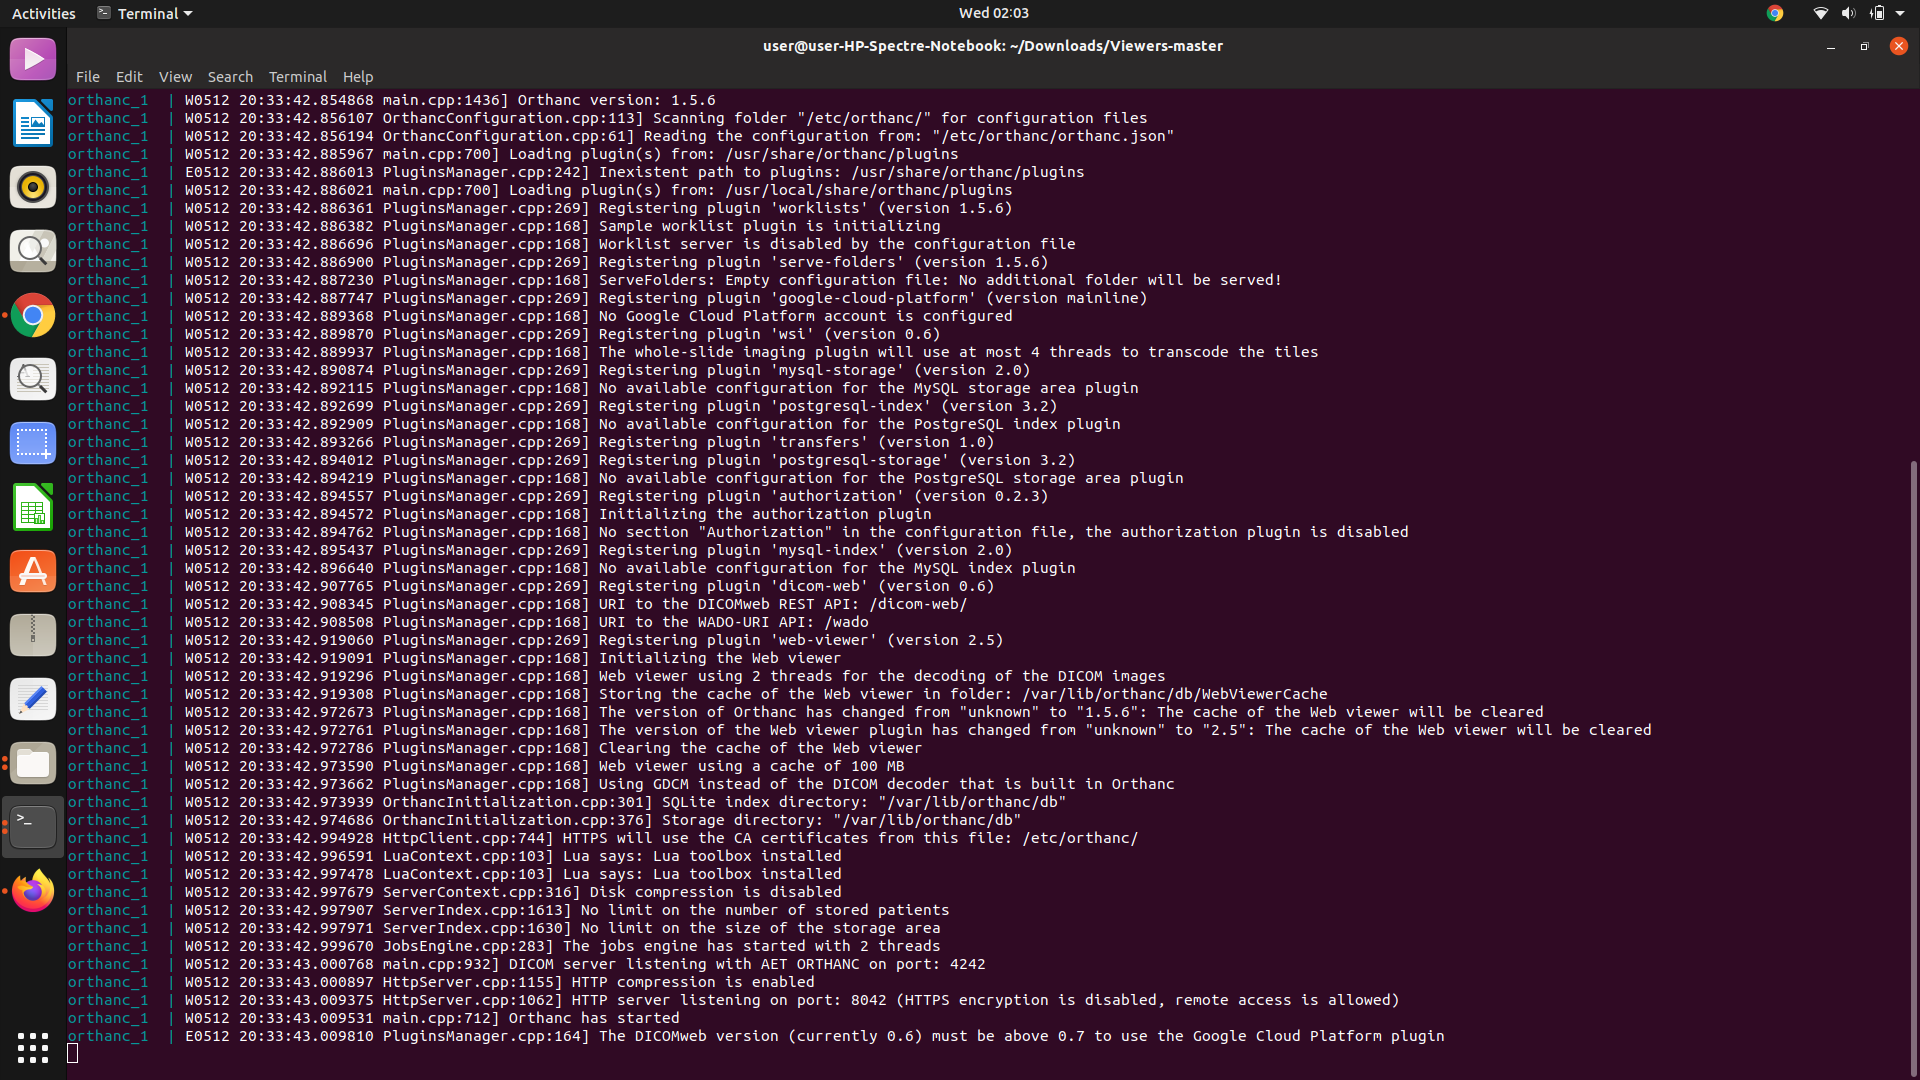 Activities
Terminal
Wed 02:03
user@user-HP-Spectre-Notebook: ~/Downloads/Viewers-master
File Edit View Search Terminal Help
orthanc_1 | W0512 20:33:42.854868 main.cpp:1436] Orthanc version: 1.5.6
orthanc_1 | W0512 20:33:42.856107 OrthancConfiguration.cpp:113] Scanning folder "/etc/orthanc/" for configuration files
orthanc_1 | W0512 20:33:42.856194 OrthancConfiguration.cpp:61] Reading the configuration from: "/etc/orthanc/orthanc.json"
orthanc_1 | W0512 20:33:42.885967 main.cpp:700] Loading plugin(s) from: /usr/share/orthanc/plugins
orthanc_1 | E0512 20:33:42.886013 PluginsManager.cpp:242] Inexistent path to plugins: /usr/share/orthanc/plugins
orthanc_1 | W0512 20:33:42.886021 main.cpp:700] Loading plugin(s) from: /usr/local/share/orthanc/plugins
orthanc_1 | W0512 20:33:42.886361 PluginsManager.cpp:269] Registering plugin 'worklists' (version 1.5.6)
orthanc_1 | W0512 20:33:42.886382 PluginsManager.cpp:168] Sample worklist plugin is initializing
orthanc_1 | W0512 20:33:42.886696 PluginsManager.cpp:168] Worklist server is disabled by the configuration file
orthanc_1 | W0512 20:33:42.886900 PluginsManager.cpp:269] Registering plugin 'serve-folders' (version 1.5.6)
orthanc_1 | W0512 20:33:42.887230 PluginsManager.cpp:168] ServeFolders: Empty configuration file: No additional folder will be served!
orthanc_1 | W0512 20:33:42.887747 PluginsManager.cpp:269] Registering plugin 'google-cloud-platform' (version mainline)
orthanc_1 | W0512 20:33:42.889368 PluginsManager.cpp:168] No Google Cloud Platform account is configured
orthanc_1 | W0512 20:33:42.889870 PluginsManager.cpp:269] Registering plugin 'wsi' (version 0.6)
orthanc_1 | W0512 20:33:42.889937 PluginsManager.cpp:168] The whole-slide imaging plugin will use at most 4 threads to transcode the tiles
orthanc_1 | W0512 20:33:42.890874 PluginsManager.cpp:269] Registering plugin 'mysql-storage' (version 2.0)
orthanc_1 | W0512 20:33:42.892115 PluginsManager.cpp:168] No available configuration for the MySQL storage area plugin
orthanc_1 | W0512 20:33:42.892699 PluginsManager.cpp:269] Registering plugin 'postgresql-index' (version 3.2)
orthanc_1 | W0512 20:33:42.892909 PluginsManager.cpp:168] No available configuration for the PostgreSQL index plugin
orthanc_1 | W0512 20:33:42.893266 PluginsManager.cpp:269] Registering plugin 'transfers' (version 1.0)
orthanc_1 | W0512 20:33:42.894012 PluginsManager.cpp:269] Registering plugin 'postgresql-storage' (version 3.2)
orthanc_1 | W0512 20:33:42.894219 PluginsManager.cpp:168] No available configuration for the PostgreSQL storage area plugin
orthanc_1 | W0512 20:33:42.894557 PluginsManager.cpp:269] Registering plugin 'authorization' (version 0.2.3)
orthanc_1 | W0512 20:33:42.894572 PluginsManager.cpp:168] Initializing the authorization plugin
orthanc_1 | W0512 20:33:42.894762 PluginsManager.cpp:168] No section "Authorization" in the configuration file, the authorization plugin is disabled
orthanc_1 | W0512 20:33:42.895437 PluginsManager.cpp:269] Registering plugin 'mysql-index' (version 2.0)
orthanc_1 | W0512 20:33:42.896640 PluginsManager.cpp:168] No available configuration for the MySQL index plugin
orthanc_1 | W0512 20:33:42.907765 PluginsManager.cpp:269] Registering plugin 'dicom-web' (version 0.6)
orthanc_1 | W0512 20:33:42.908345 PluginsManager.cpp:168] URI to the DICOMweb REST API: /dicom-web/
orthanc_1 | W0512 20:33:42.908508 PluginsManager.cpp:168] URI to the WADO-URI API: /wado
orthanc_1 | W0512 20:33:42.919060 PluginsManager.cpp:269] Registering plugin 'web-viewer' (version 2.5)
orthanc_1 | W0512 20:33:42.919091 PluginsManager.cpp:168] Initializing the Web viewer
orthanc_1 | W0512 20:33:42.919296 PluginsManager.cpp:168] Web viewer using 2 threads for the decoding of the DICOM images
orthanc_1 | W0512 20:33:42.919308 PluginsManager.cpp:168] Storing the cache of the Web viewer in folder: /var/lib/orthanc/db/WebViewerCache
orthanc_1 | W0512 20:33:42.972673 PluginsManager.cpp:168] The version of Orthanc has changed from "unknown" to "1.5.6": The cache of the Web viewer will be cleared
orthanc_1 | W0512 20:33:42.972761 PluginsManager.cpp:168] The version of the Web viewer plugin has changed from "unknown" to "2.5": The cache of the Web viewer will be cleared
orthanc_1 | W0512 20:33:42.972786 PluginsManager.cpp:168] Clearing the cache of the Web viewer
orthanc_1 | W0512 20:33:42.973590 PluginsManager.cpp:168] Web viewer using a cache of 100 MB
orthanc_1 | W0512 20:33:42.973662 PluginsManager.cpp:168] Using GDCM instead of the DICOM decoder that is built in Orthanc
orthanc_1 | W0512 20:33:42.973939 OrthancInitialization.cpp:301] SQLite index directory: "/var/lib/orthanc/db"
orthanc_1 | W0512 20:33:42.974686 OrthancInitialization.cpp:376] Storage directory: "/var/lib/orthanc/db"
orthanc_1 | W0512 20:33:42.994928 HttpClient.cpp:744] HTTPS will use the CA certificates from this file: /etc/orthanc/
orthanc_1 | W0512 20:33:42.996591 LuaContext.cpp:103] Lua says: Lua toolbox installed
orthanc_1 | W0512 20:33:42.997478 LuaContext.cpp:103] Lua says: Lua toolbox installed
orthanc_1 | W0512 20:33:42.997679 ServerContext.cpp:316] Disk compression is disabled
orthanc_1 | W0512 20:33:42.997907 ServerIndex.cpp:1613] No limit on the number of stored patients
orthanc_1 | W0512 20:33:42.997971 ServerIndex.cpp:1630] No limit on the size of the storage area
orthanc_1 | W0512 20:33:42.999670 JobsEngine.cpp:283] The jobs engine has started with 2 threads
orthanc_1 | W0512 20:33:43.000768 main.cpp:932] DICOM server listening with AET ORTHANC on port: 4242
orthanc_1 | W0512 20:33:43.000897 HttpServer.cpp:1155] HTTP compression is enabled
orthanc_1 | W0512 20:33:43.009375 HttpServer.cpp:1062] HTTP server listening on port: 8042 (HTTPS encryption is disabled, remote access is allowed)
orthanc_1 | W0512 20:33:43.009531 main.cpp:712] Orthanc has started
orthanc_1 | E0512 20:33:43.009810 PluginsManager.cpp:164] The DICOMweb version (currently 0.6) must be above 0.7 to use the Google Cloud Platform plugin